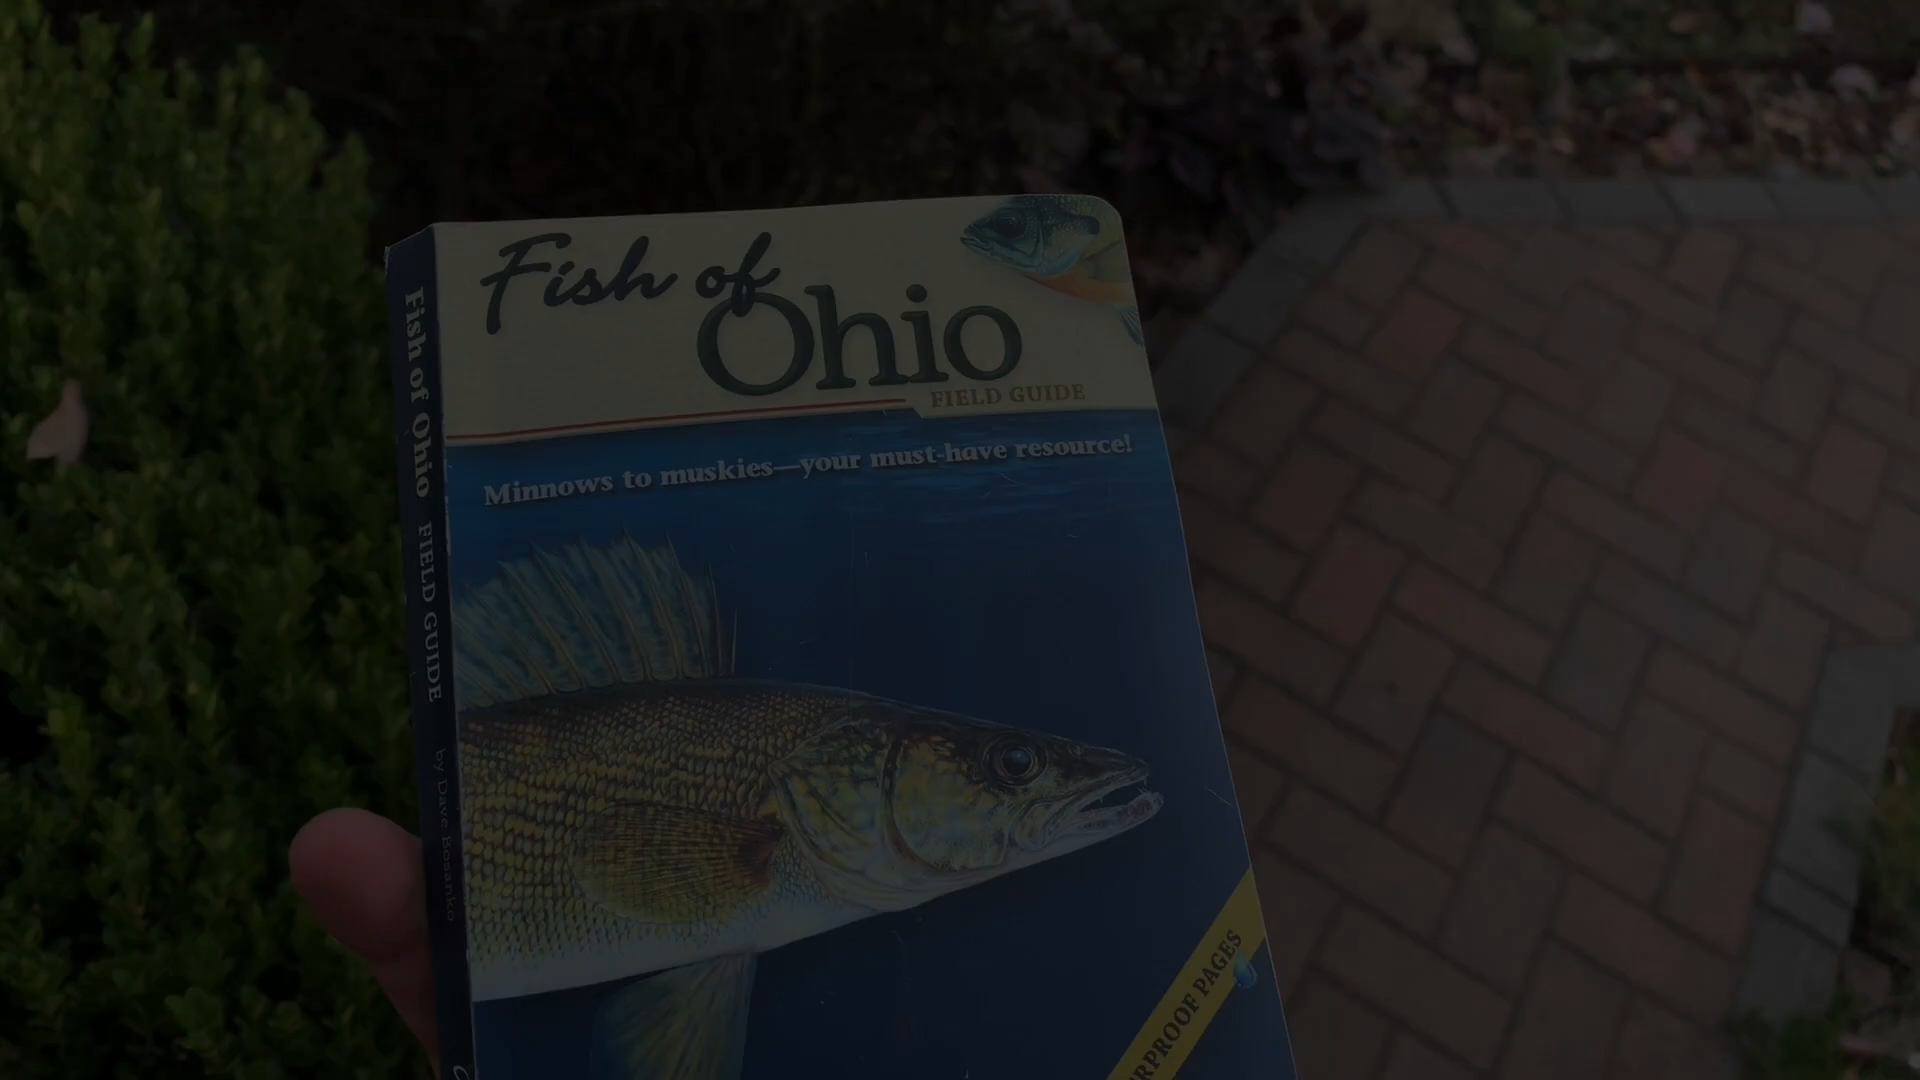 Fish of
Ohio
FIELD GUIDE
Minnows to muskies—your must-have resource!
RPROOF PAGES
Fish of Ohio FIELD GUIDE by Dave Bosanko